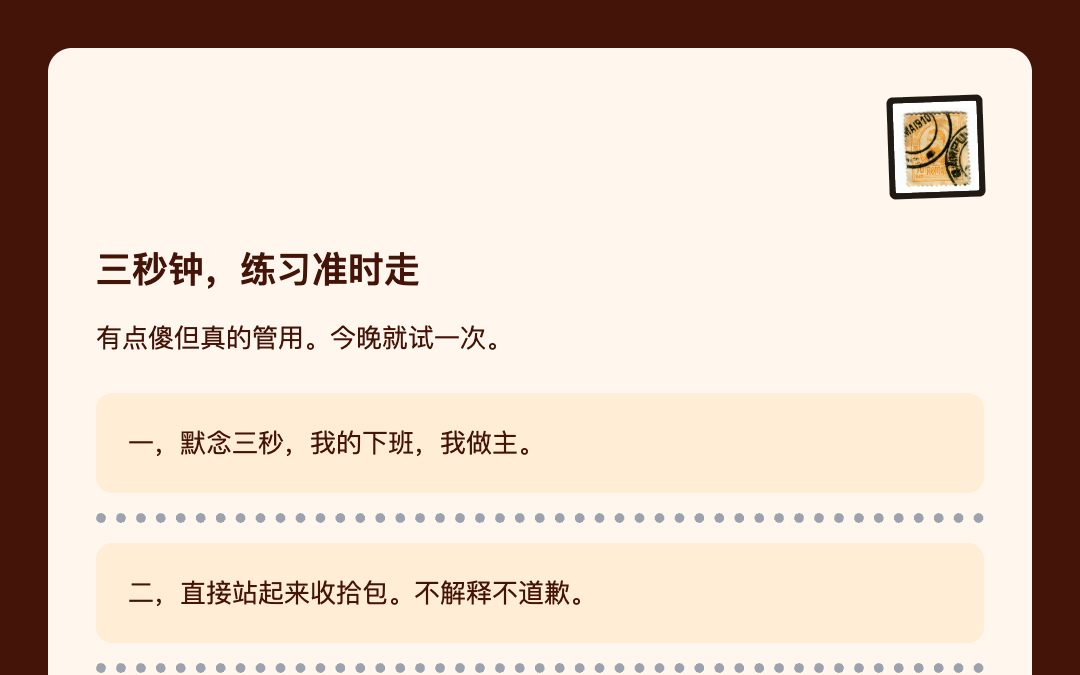 三秒钟，练习准时走
有点傻但真的管用。今晚就试一次。
一，默念三秒，我的下班，我做主。
二，直接站起来收拾包。不解释不道歉。